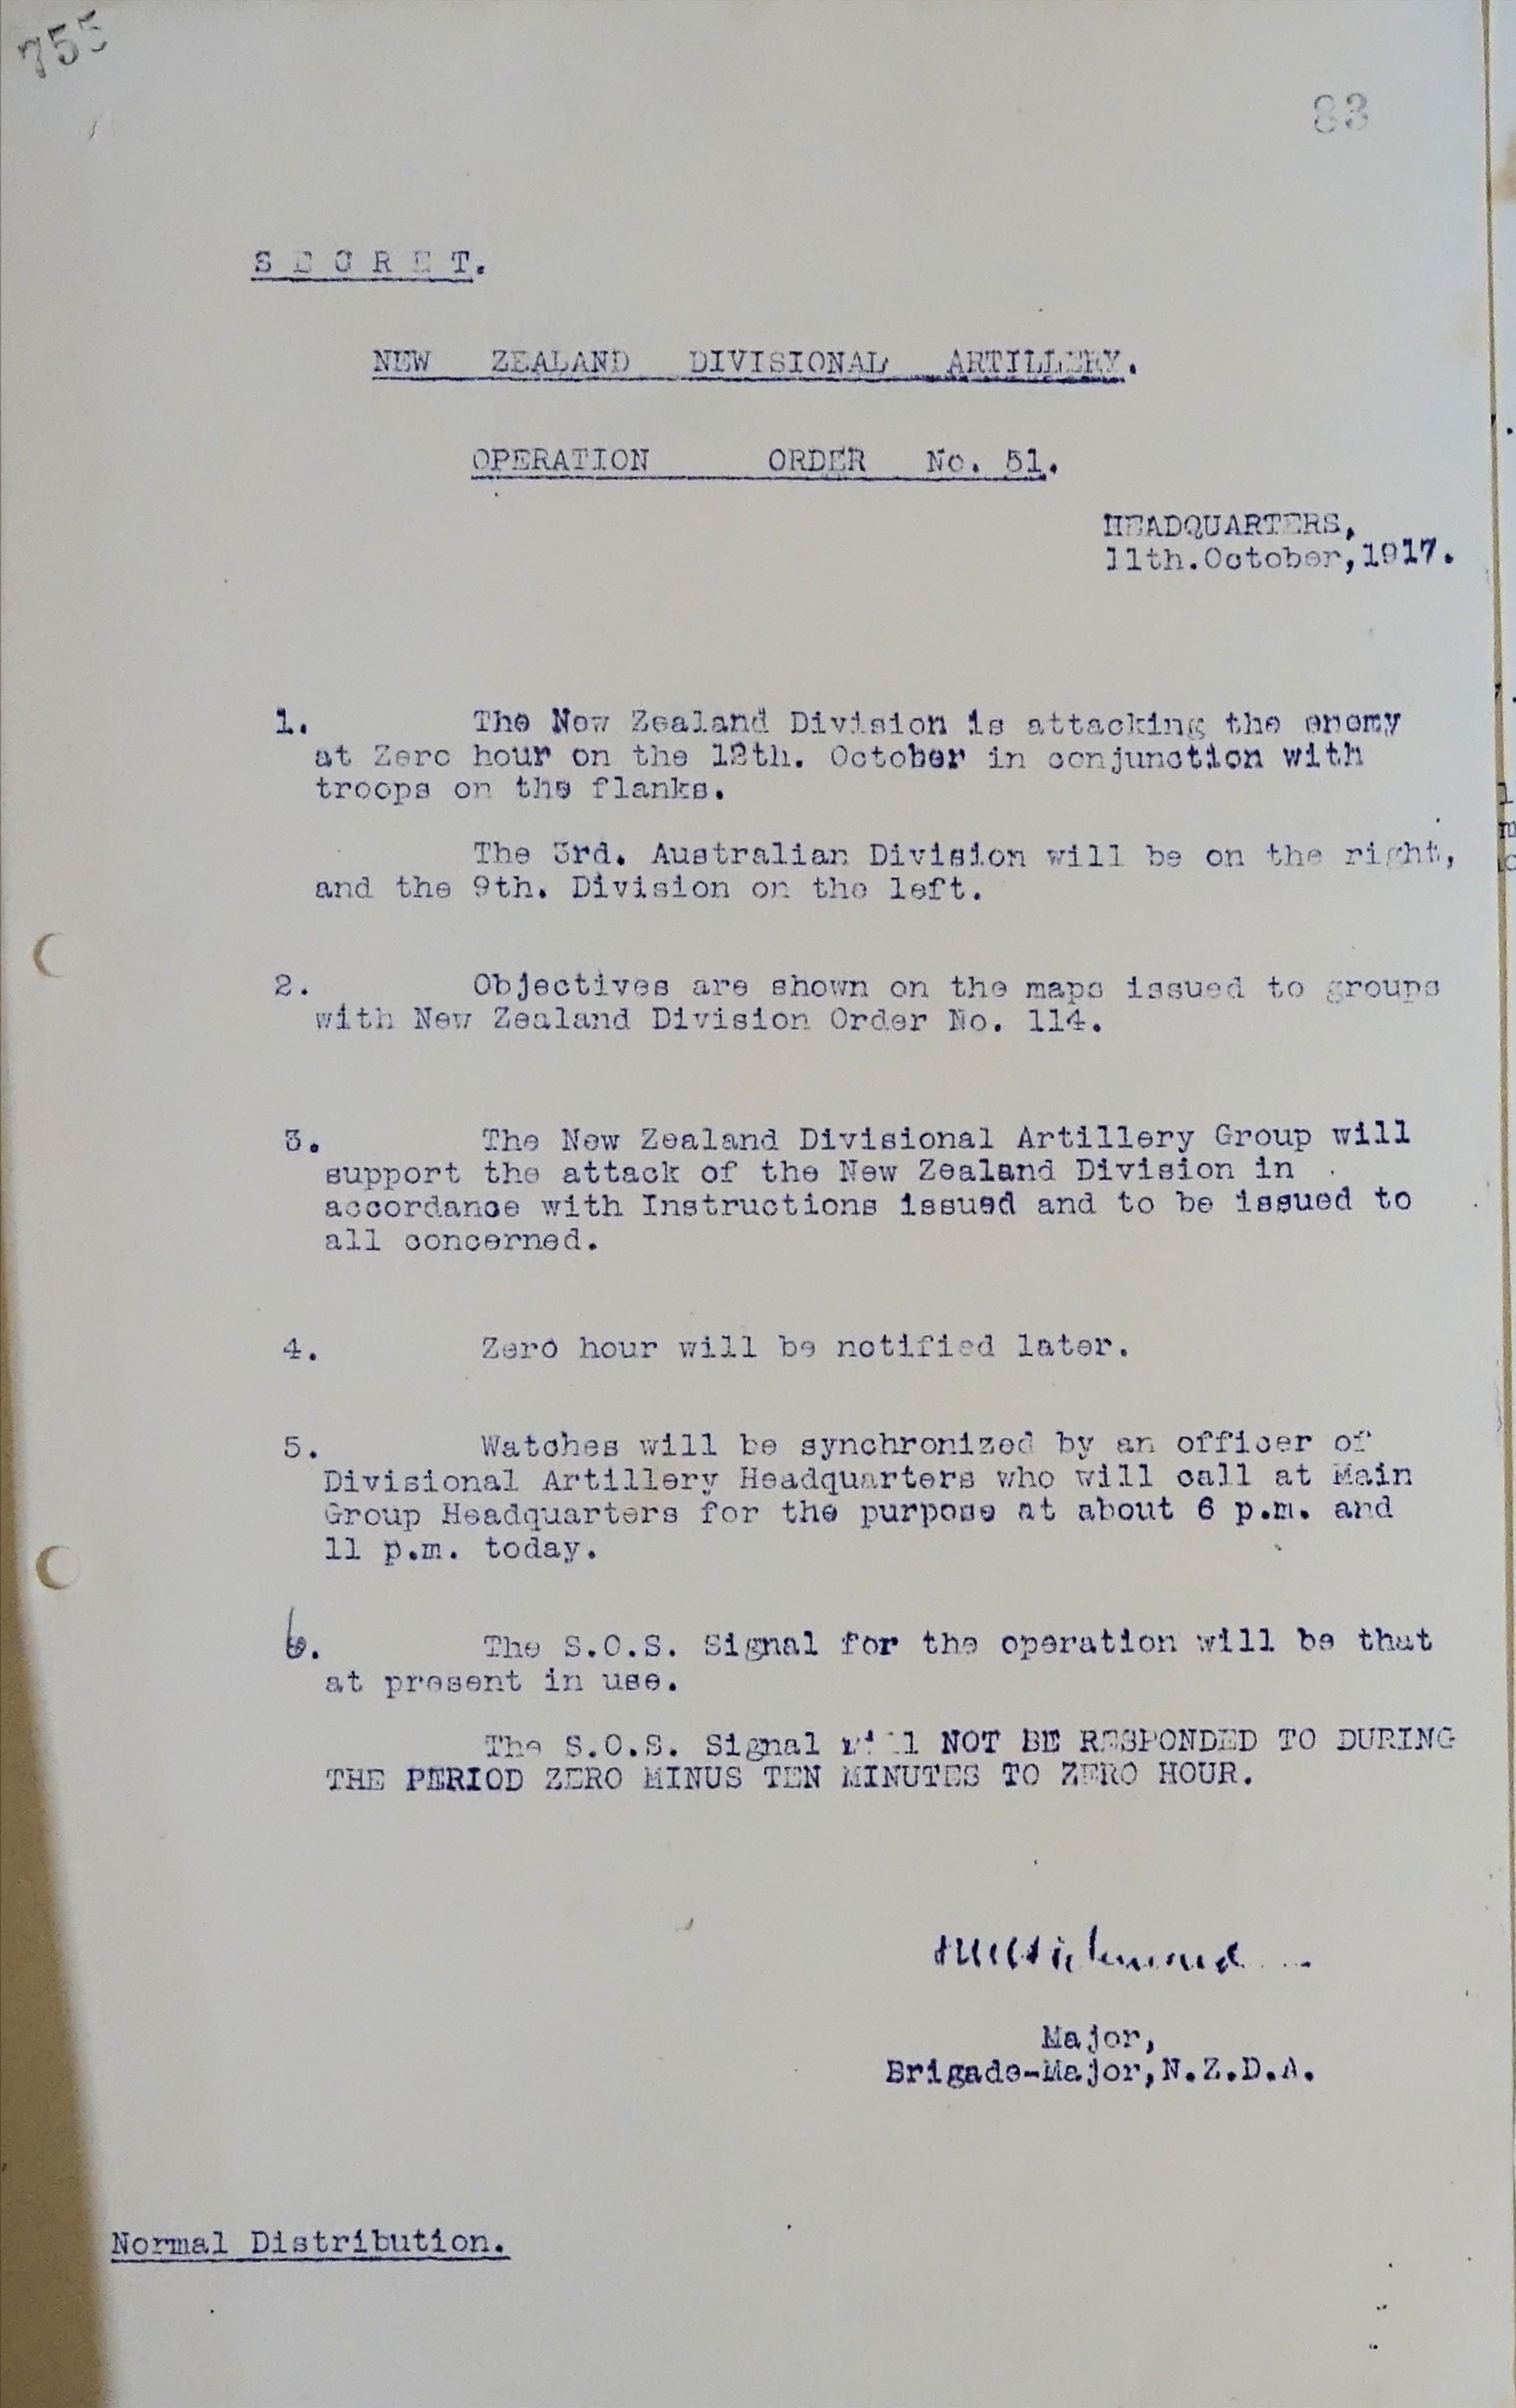 755
83
S E C R E T.
NEW ZEALAND DIVISIONAL ARTILLERY.
OPERATION ORDER No. 51.
HEADQUARTERS,
11th.October,1917.
1. The New Zealand Division is attacking the enemy
at Zero hour on the 12th. October in conjunction with
troops on the flanks.
The 3rd. Australian Division will be on the right,
and the 9th. Division on the left.
2. Objectives are shown on the maps issued to groups
with New Zealand Division Order No. 114.
3. The New Zealand Divisional Artillery Group will
support the attack of the New Zealand Division in
accordance with Instructions issued and to be issued to
all concerned.
4. Zero hour will be notified later.
5. Watches will be synchronized by an officer of
Divisional Artillery Headquarters who will call at Main
Group Headquarters for the purpose at about 6 p.m. and
11 p.m. today.
6. The S.O.S. Signal for the operation will be that
at present in use.
The S.O.S. Signal will NOT BE RESPONDED TO DURING
THE PERIOD ZERO MINUS TEN MINUTES TO ZERO HOUR.
Major,
Brigade-Major,N.Z.D.A.
Normal Distribution.